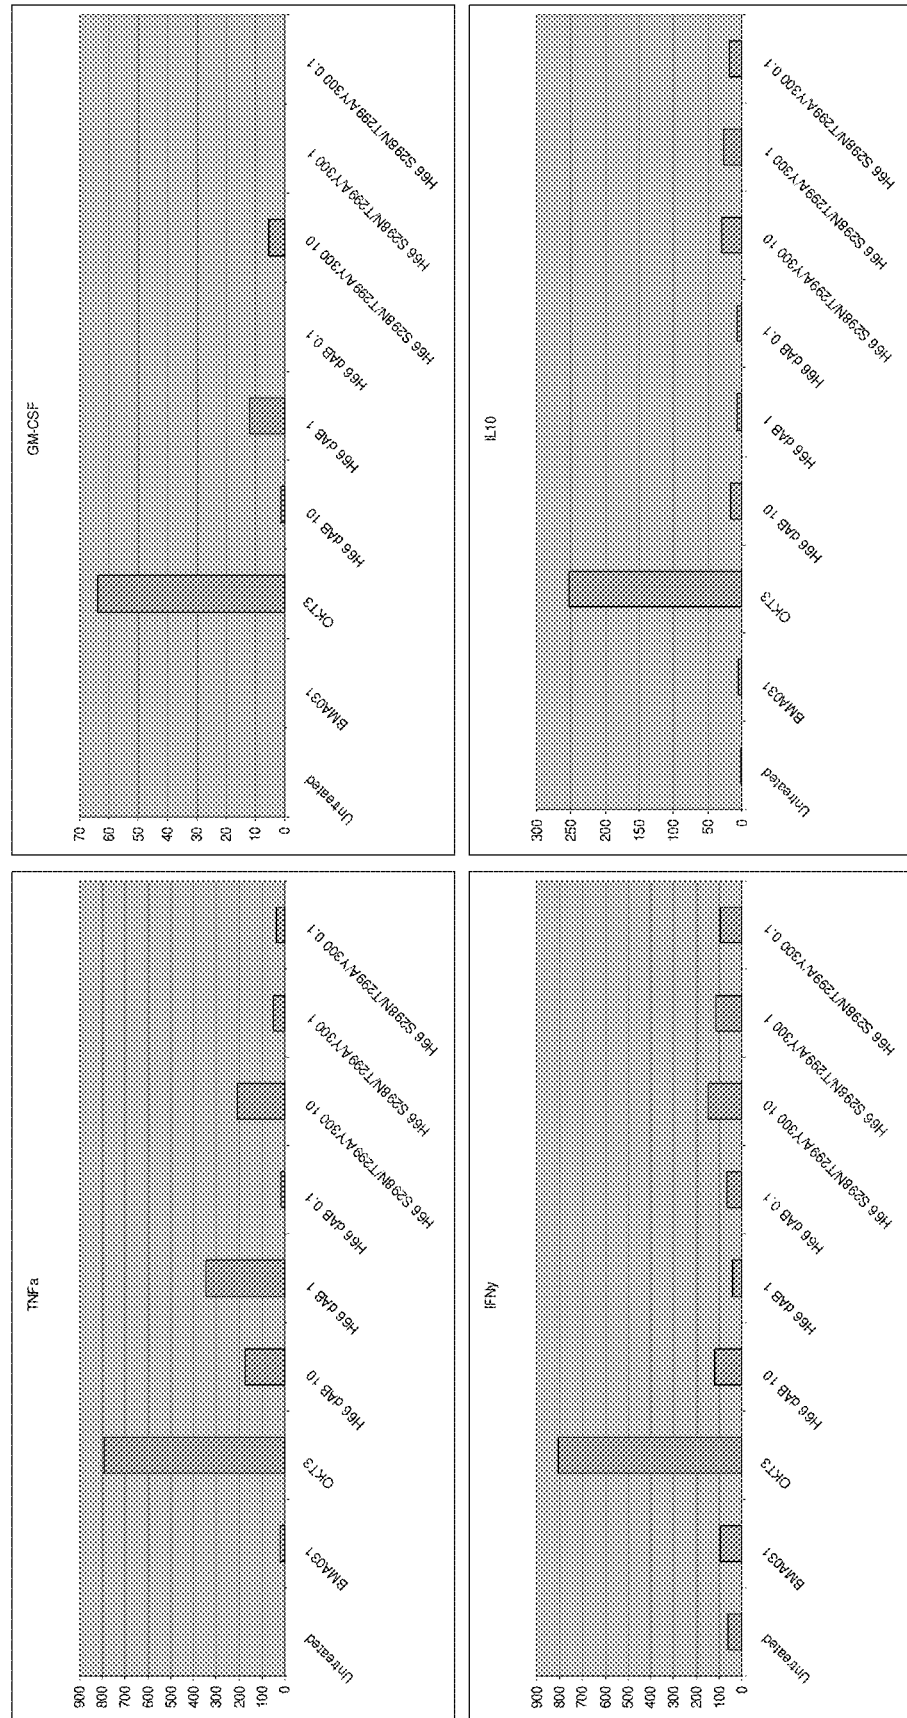 TNFa
900
800
700
600
500
400
300
200
100
0
Untreated
BMA031
OKT3
H66 dAB 10
H66 dAB 1
H66 dAB 0.1
H66 S298N/T299A/Y300 10
H66 S298N/T299A/Y300 1
H66 S298N/T299A/Y300 0.1
GM-CSF
70
60
50
40
30
20
10
0
Untreated
BMA031
OKT3
H66 dAB 10
H66 dAB 1
H66 dAB 0.1
H66 S298N/T299A/Y300 10
H66 S298N/T299A/Y300 1
H66 S298N/T299A/Y300 0.1
IFNy
900
800
700
600
500
400
300
200
100
0
Untreated
BMA031
OKT3
H66 dAB 10
H66 dAB 1
H66 dAB 0.1
H66 S298N/T299A/Y300 10
H66 S298N/T299A/Y300 1
H66 S298N/T299A/Y300 0.1
IL10
300
250
200
150
100
50
0
Untreated
BMA031
OKT3
H66 dAB 10
H66 dAB 1
H66 dAB 0.1
H66 S298N/T299A/Y300 10
H66 S298N/T299A/Y300 1
H66 S298N/T299A/Y300 0.1